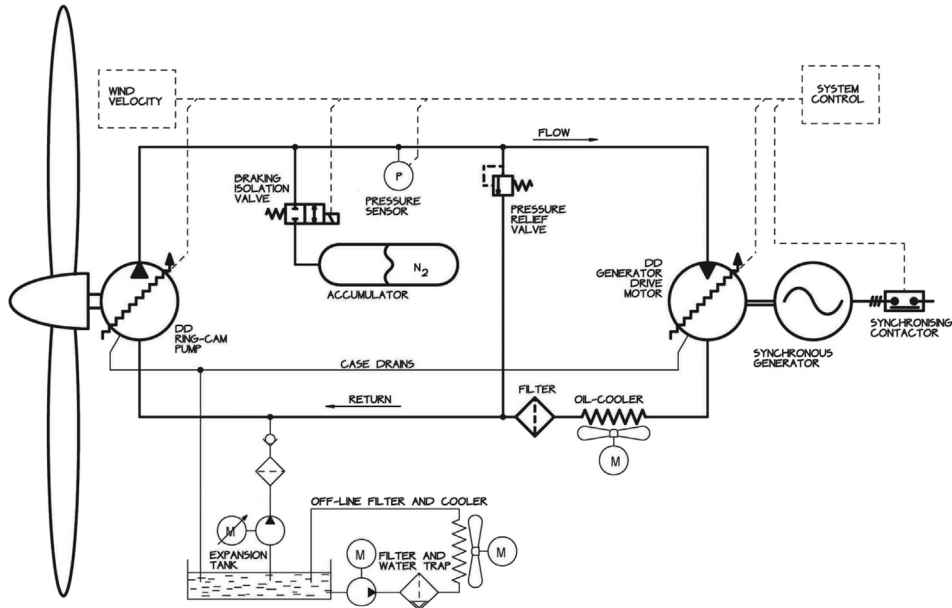 WIND
VELOCITY
SYSTEM
CONTROL
FLOW
BRAKING
ISOLATION
VALVE
P
PRESSURE
SENSOR
PRESSURE
RELIEF
VALVE
N2
ACCUMULATOR
DD
GENERATOR
DRIVE
MOTOR
DD
RING-CAM
PUMP
SYNCHRONOUS
GENERATOR
SYNCHRONISING
CONTACTOR
CASE DRAINS
RETURN
FILTER
OIL-COOLER
M
OFF-LINE FILTER AND COOLER
M
EXPANSION
TANK
M
FILTER AND
WATER TRAP
M